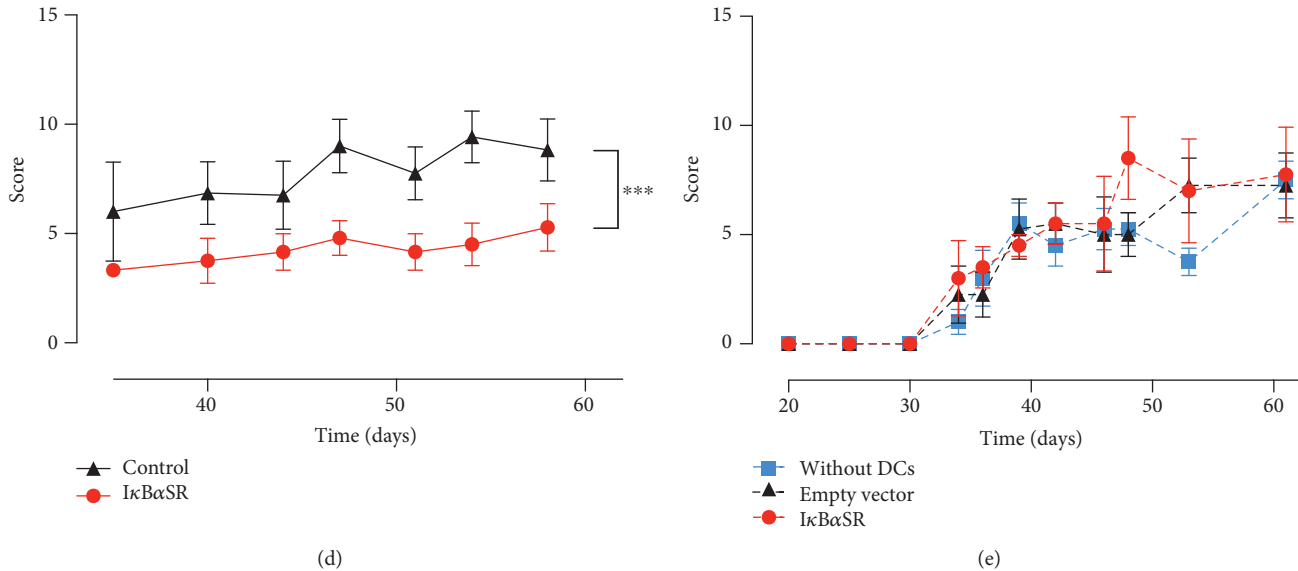 15
10
5
0
Score
***
40
50
60
Time (days)
Control
IκBαSR
(d)
15
10
5
0
Score
20
30
40
50
60
Time (days)
Without DCs
Empty vector
IκBαSR
(e)